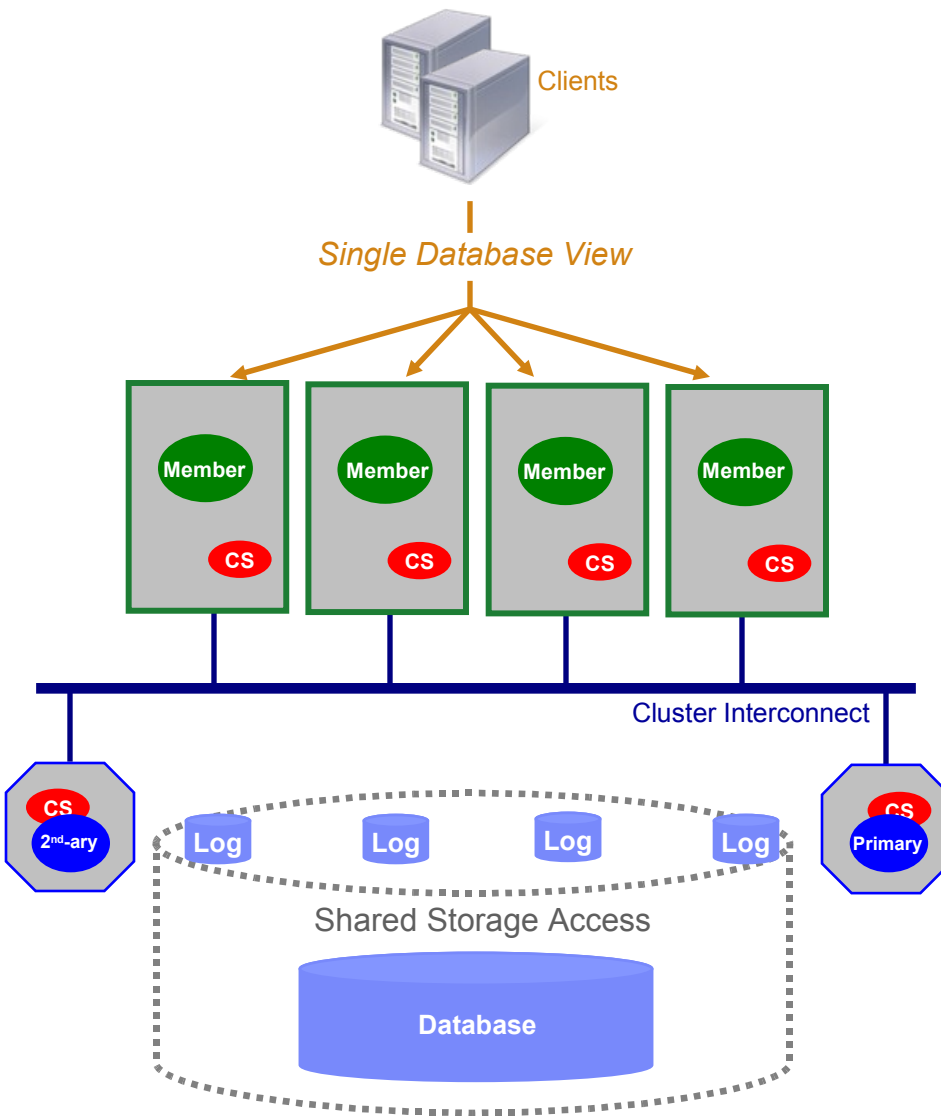 Clients
Single Database View
Member
Member
Member
Member
CS
CS
CS
CS
Cluster Interconnect
CS
2nd-ary
CS
Primary
Log
Log
Log
Log
Shared Storage Access
Database